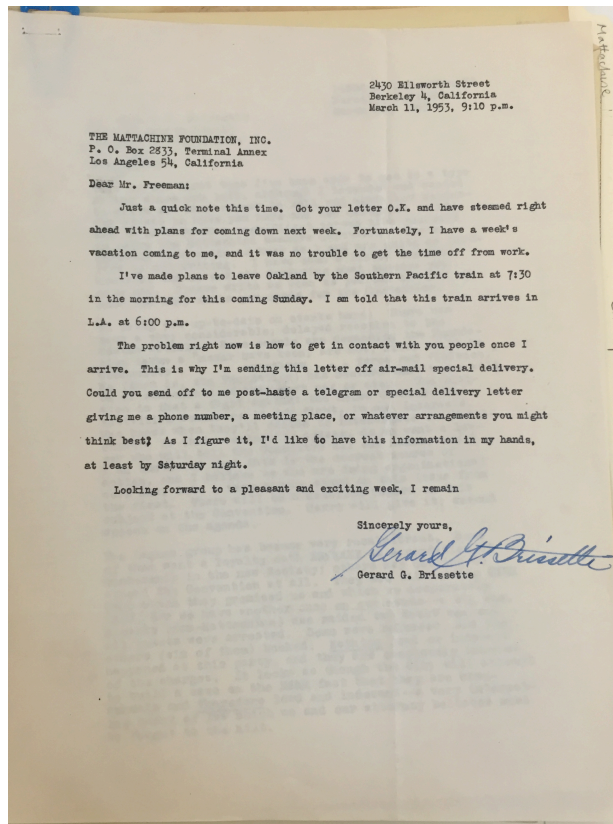 Mattachine
2430 Ellsworth Street
Berkeley 4, California
March 11, 1953, 9:10 p.m.
THE MATTACHINE FOUNDATION, INC.
P. O. Box 2833, Terminal Annex
Los Angeles 54, California
Dear Mr. Freeman:
Just a quick note this time. Got your letter O.K. and have steamed right
ahead with plans for coming down next week. Fortunately, I have a week's
vacation coming to me, and it was no trouble to get the time off from work.
I've made plans to leave Oakland by the Southern Pacific train at 7:30
in the morning for this coming Sunday. I am told that this train arrives in
L.A. at 6:00 p.m.
The problem right now is how to get in contact with you people once I
arrive. This is why I'm sending this letter off air-mail special delivery.
Could you send off to me post-haste a telegram or special delivery letter
giving me a phone number, a meeting place, or whatever arrangements you might
think best; As I figure it, I'd like to have this information in my hands,
at least by Saturday night.
Looking forward to a pleasant and exciting week, I remain
Sincerely yours,
Gerard G. Brissette
Gerard G. Brissette